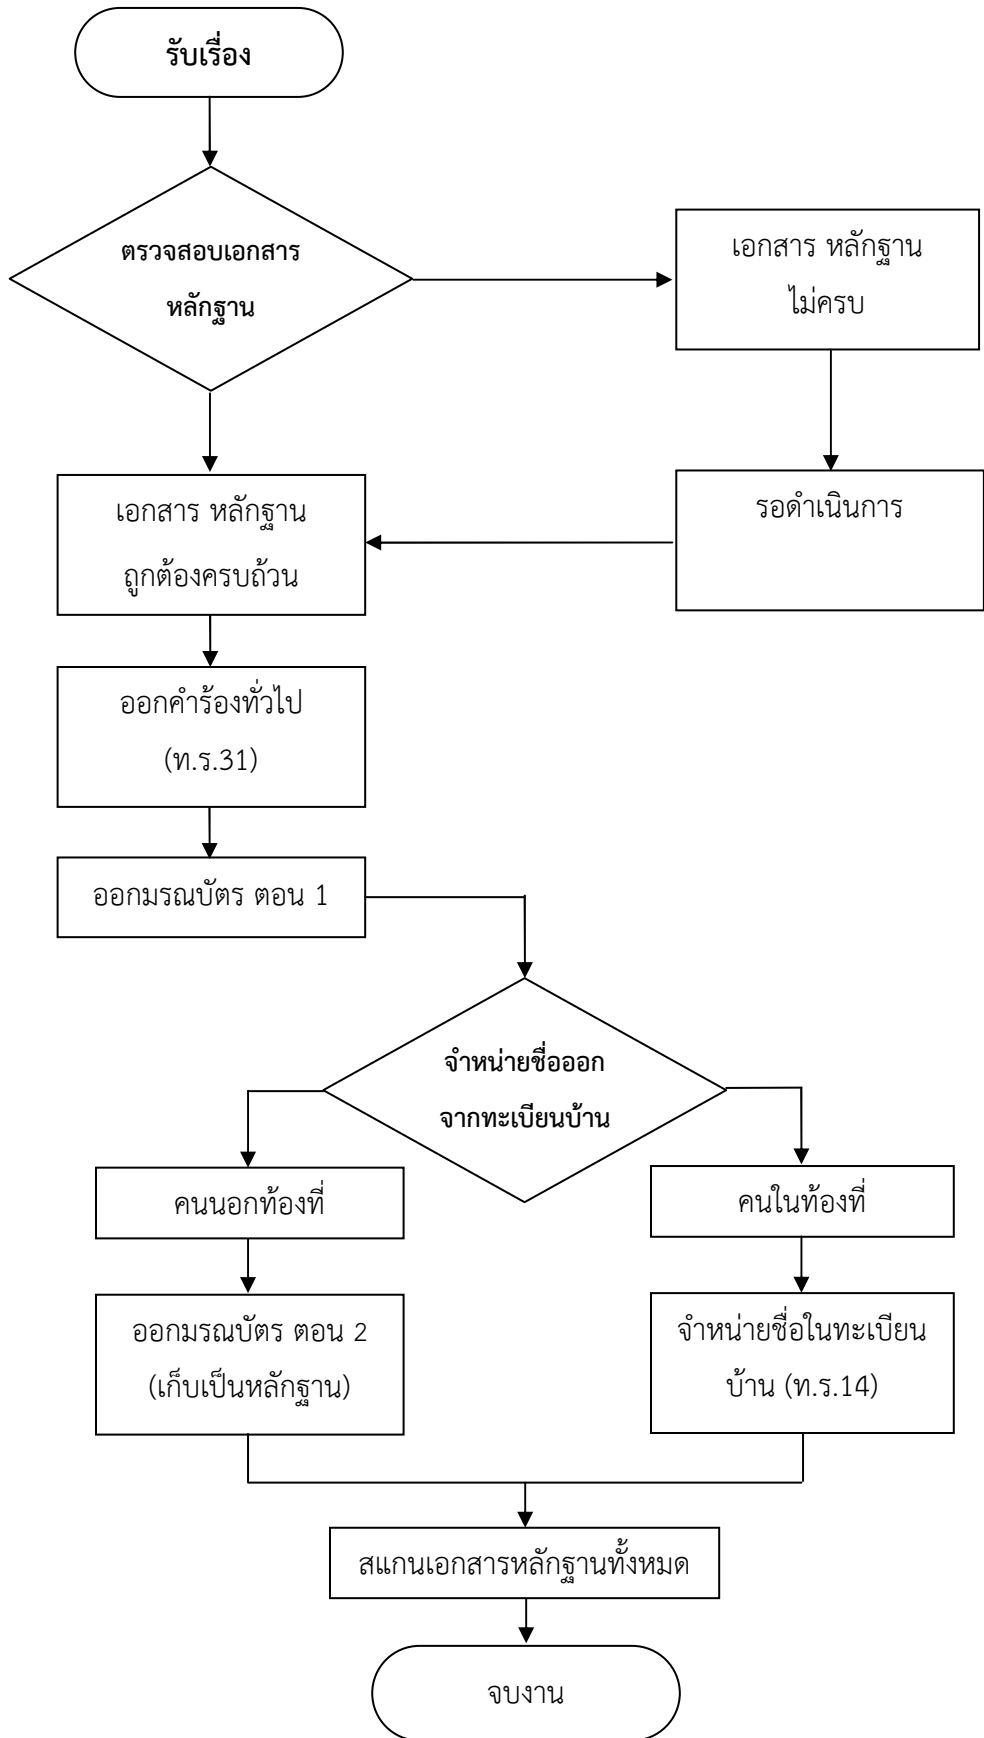 รับเรื่อง
ตรวจสอบเอกสาร
หลักฐาน
เอกสาร หลักฐาน
ไม่ครบ
เอกสาร หลักฐาน
ถูกต้องครบถ้วน
รอดำเนินการ
ออกคำร้องทั่วไป
(ท.ร.31)
ออกมรณบัตร ตอน 1
จำหน่ายชื่อออก
จากทะเบียนบ้าน
คนนอกท้องที่
คนในท้องที่
ออกมรณบัตร ตอน 2
(เก็บเป็นหลักฐาน)
จำหน่ายชื่อในทะเบียน
บ้าน (ท.ร.14)
สแกนเอกสารหลักฐานทั้งหมด
จบงาน